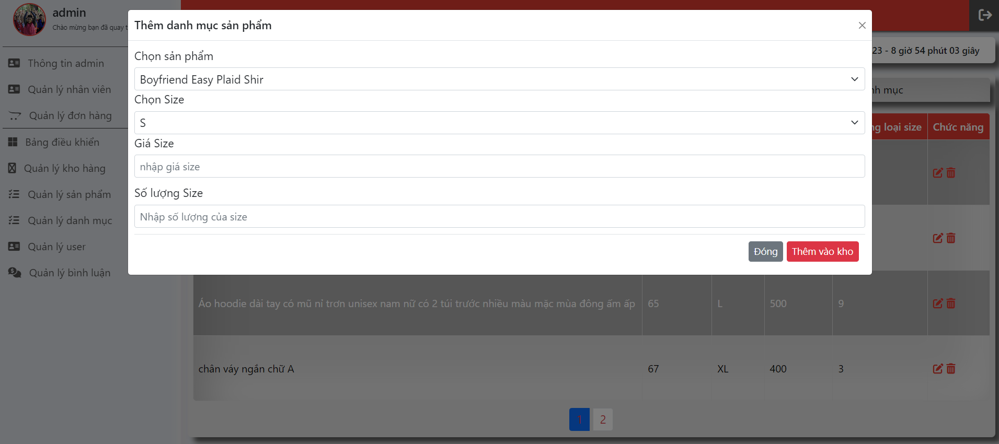 admin
Chào mừng bạn đã quay t
Thông tin admin
Quản lý nhân viên
Quản lý đơn hàng
Bảng điều khiển
Quản lý kho hàng
Quản lý sản phẩm
Quản lý danh mục
Quản lý user
Quản lý bình luận
Thêm danh mục sản phẩm
Chọn sản phẩm
Boyfriend Easy Plaid Shir
Chọn Size
S
Giá Size
nhập giá size
Số lượng Size
Nhập số lượng của size
Đóng Thêm vào kho
23 - 8 giờ 54 phút 03 giây
nh mục
ng loại size Chức năng
Áo hoodie dài tay có mũ nỉ trơn unisex nam nữ có 2 túi trước nhiều màu mặc mùa đông ấm áp 65 L 500 9
chân váy ngắn chữ A 67 XL 400 3
1 2